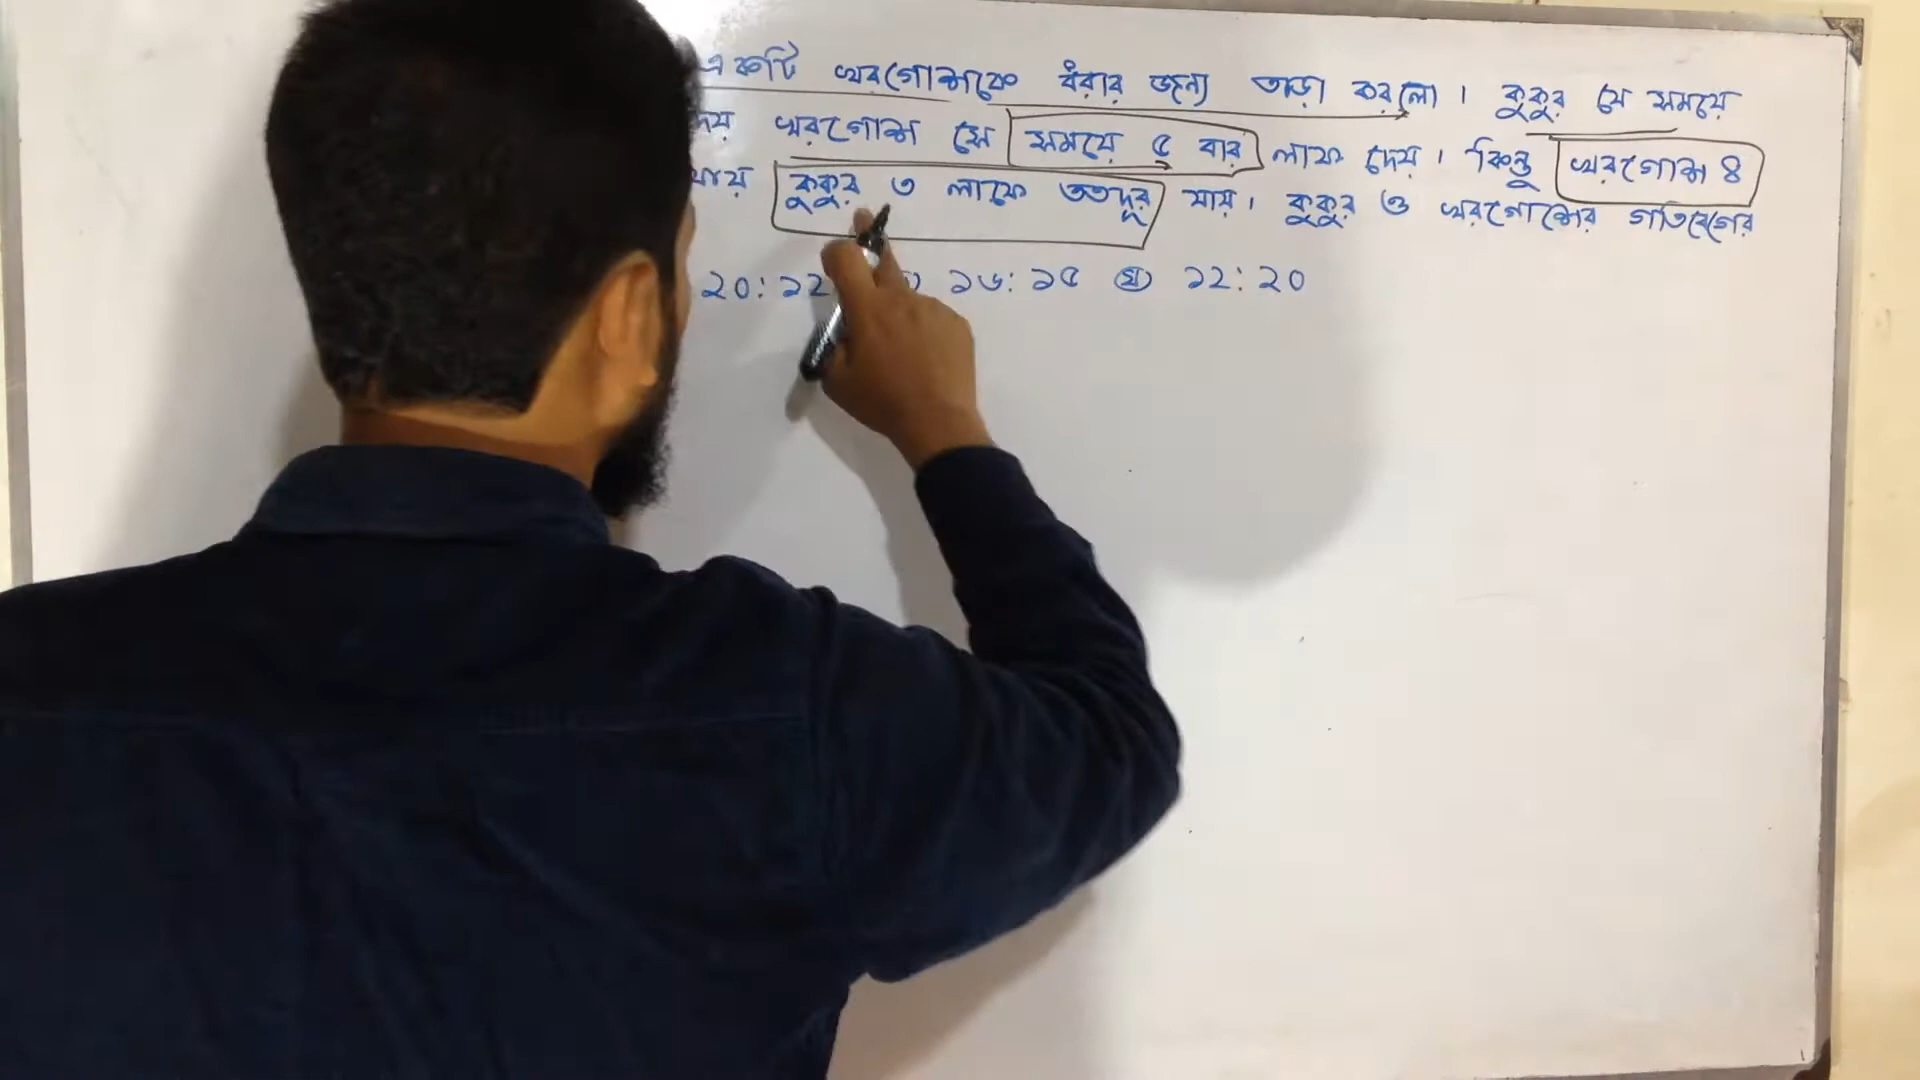 একটি খরগোশকে ধরার জন্য তাড়া করলো। কুকুর যে সময়ে
দেয় খরগোশ সে সময়ে ৫ বার লাফ দেয়। কিন্তু খরগোশ ৪
যায় কুকুর ৩ লাফে ততদূর যায়। কুকুর ও খরগোশের গতিবেগের
২০: ১২ ১৬: ১৫ ঘ) ১২: ২০